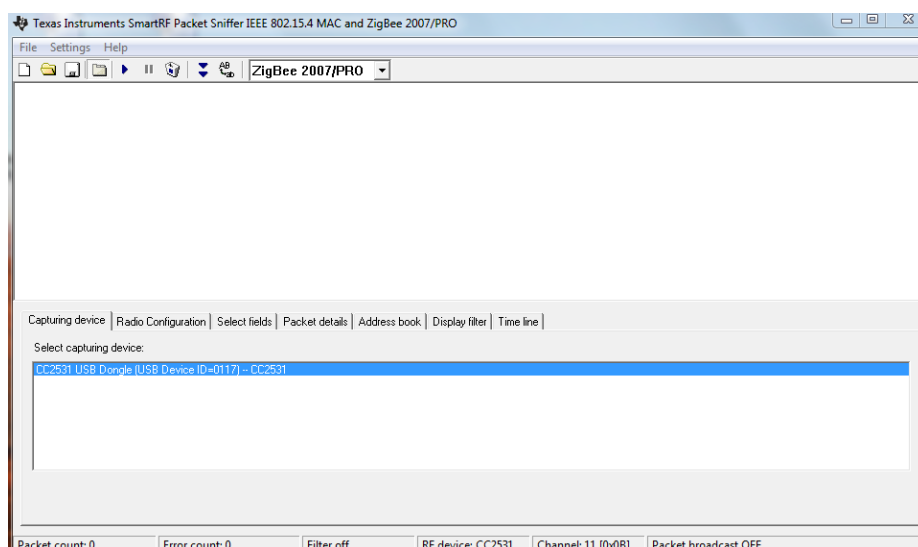 Texas Instruments SmartRF Packet Sniffer IEEE 802.15.4 MAC and ZigBee 2007/PRO
File Settings Help
ZigBee 2007/PRO
Capturing device Radio Configuration Select fields Packet details Address book Display filter Time line
Select capturing device:
CC2531 USB Dongle (USB Device ID=0117) -- CC2531
Packet count: 0 Error count: 0 Filter off RF device: CC2531 Channel: 11 [0x0B] Packet broadcast OFF